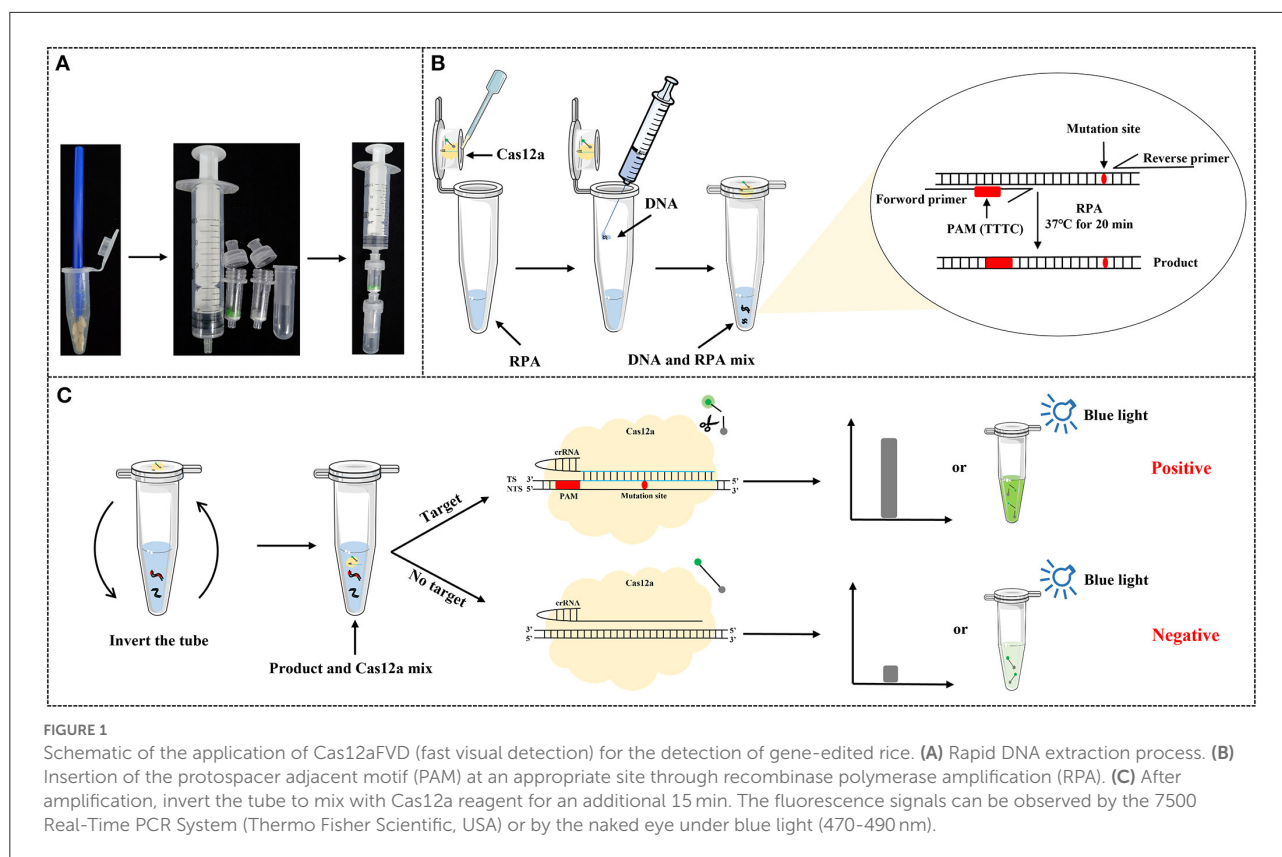 A
B
Cas12a
DNA
RPA
DNA and RPA mix
Mutation site
Reverse primer
Forword primer
PAM (TTTC)
RPA
37°C for 20 min
Product
C
Invert the tube
Product and Cas12a mix
Target
No target
Cas12a
crRNA
TS 3' 5'
NTS 5' 3'
PAM Mutation site
Cas12a
crRNA
3' 5'
5' 3'
or
Blue light
Positive
or
Blue light
Negative
FIGURE 1
Schematic of the application of Cas12aFVD (fast visual detection) for the detection of gene-edited rice. (A) Rapid DNA extraction process. (B)
Insertion of the protospacer adjacent motif (PAM) at an appropriate site through recombinase polymerase amplification (RPA). (C) After
amplification, invert the tube to mix with Cas12a reagent for an additional 15 min. The fluorescence signals can be observed by the 7500
Real-Time PCR System (Thermo Fisher Scientific, USA) or by the naked eye under blue light (470-490 nm).